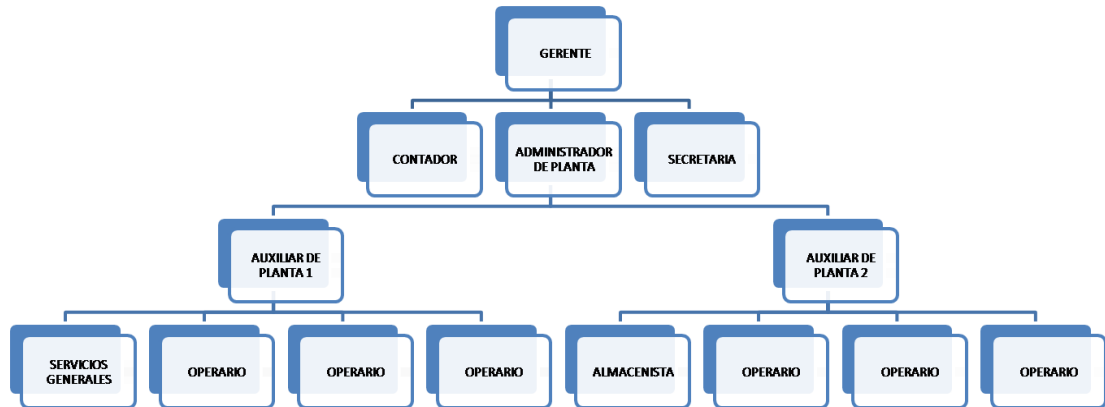 GERENTE
CONTADOR
ADMINISTRADOR
DE PLANTA
SECRETARIA
AUXILIAR DE
PLANTA 1
AUXILIAR DE
PLANTA 2
SERVICIOS
GENERALES
OPERARIO
OPERARIO
OPERARIO
ALMACENISTA
OPERARIO
OPERARIO
OPERARIO